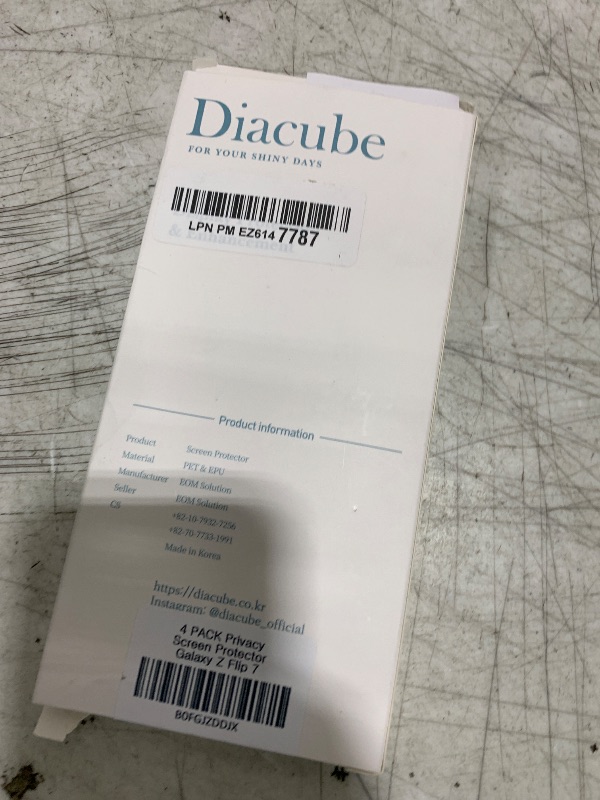 Diacube
FOR YOUR SHINY DAYS
LPN PM EZ614 7787
& Enhancement
Product information
Product Screen Protector
Material PET & EPU
Manufacturer EOM Solution
Seller EOM Solution
CS +82-10-7932-7256
+82-70-7733-1991
Made in Korea
https://diacube.co.kr
Instagram: @diacube_official
4 PACK Privacy
Screen Protector
Galaxy Z Flip 7
B0FGJZDDJX